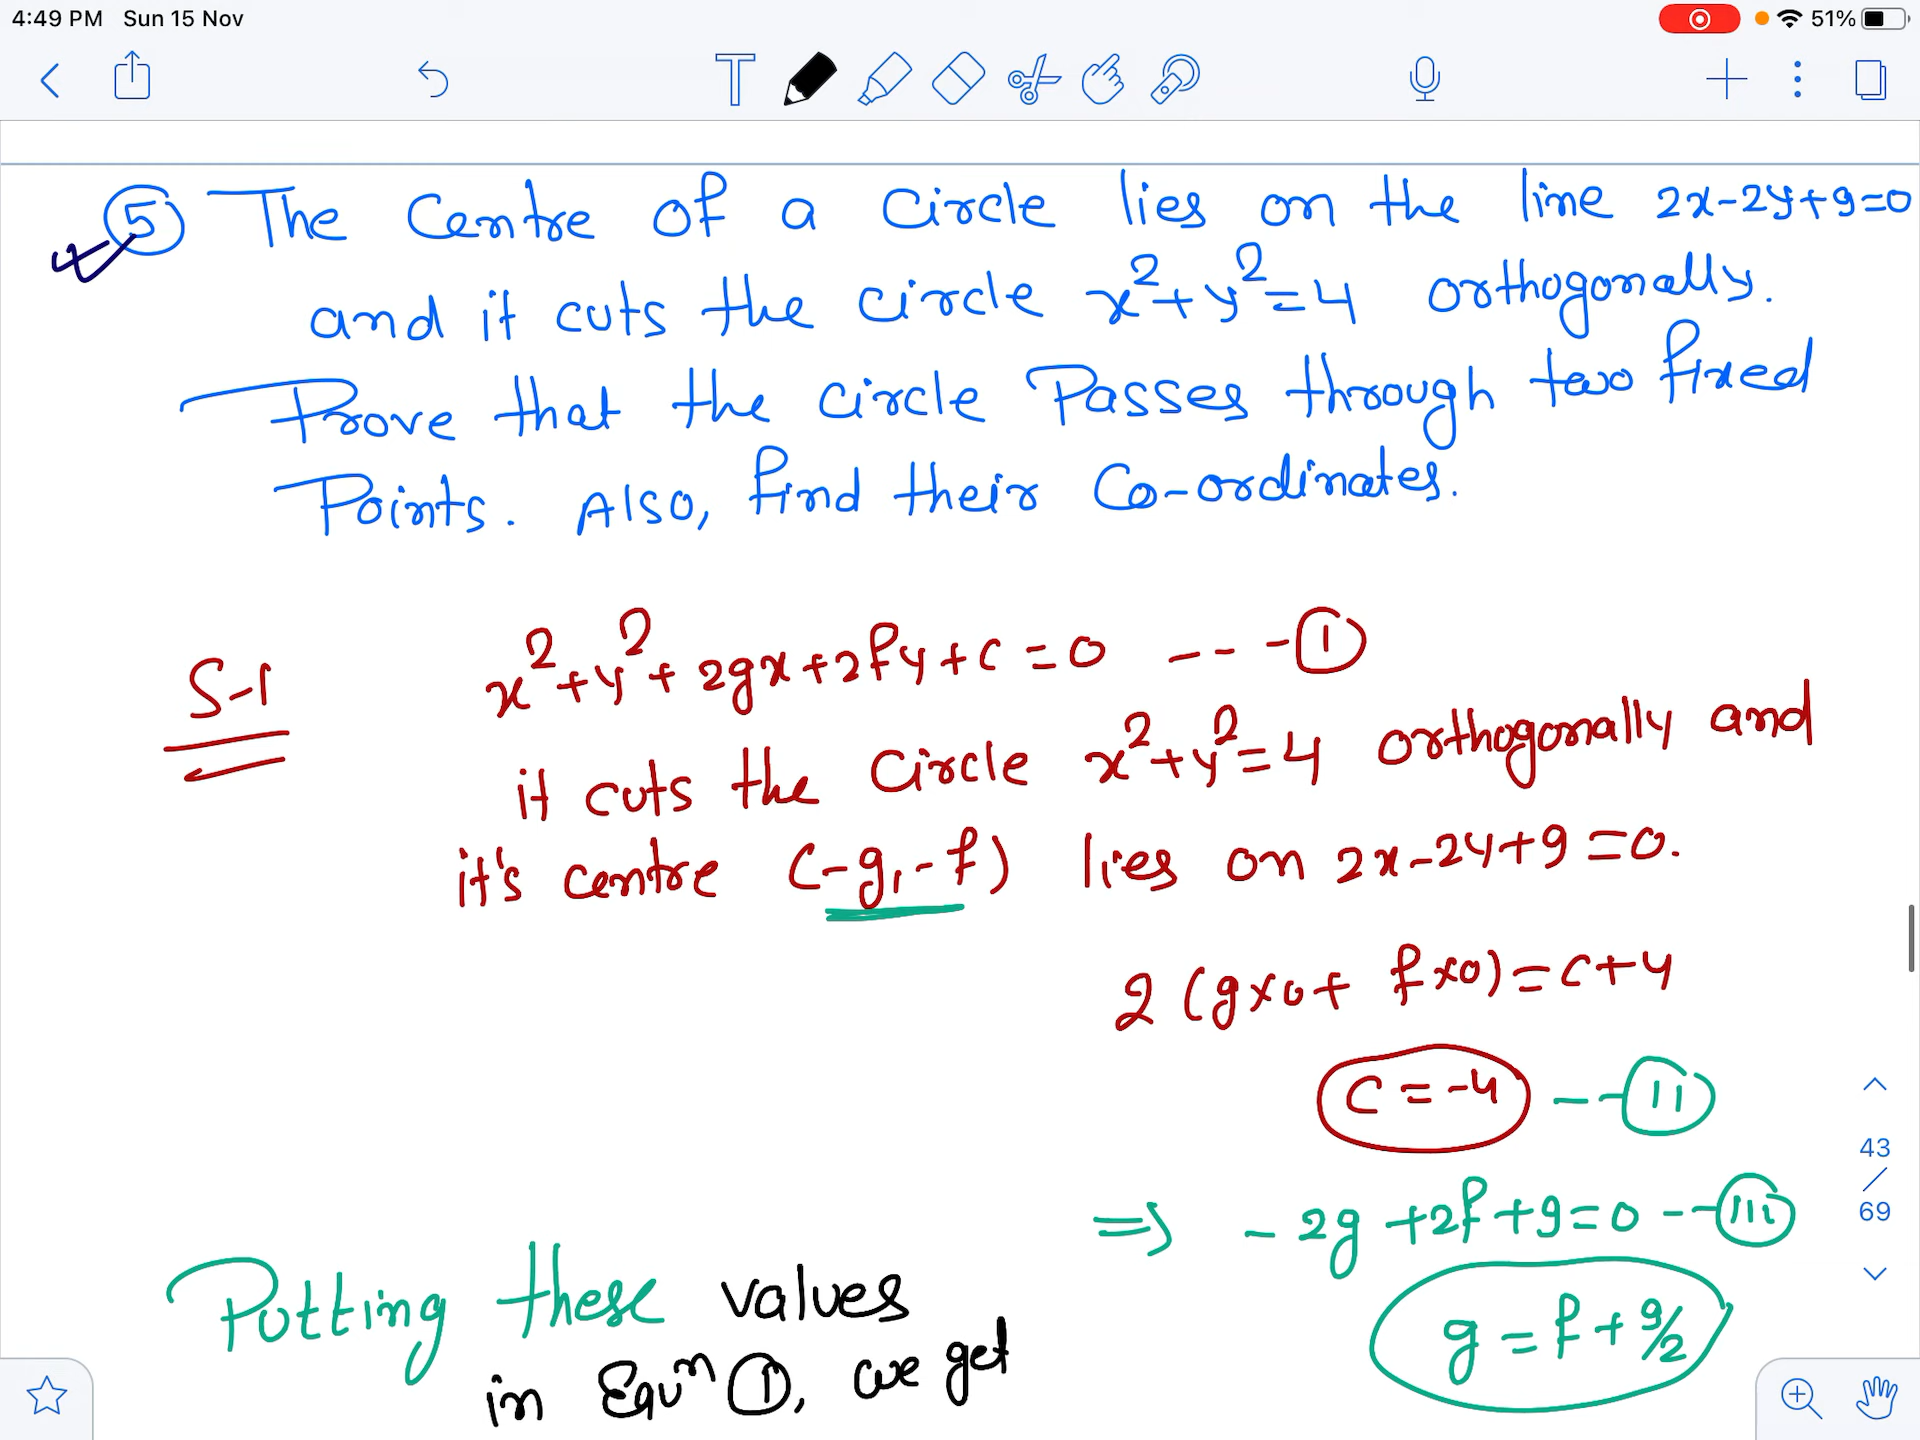 4:49 PM Sun 15 Nov
51%
T
5 The Centre of a Circle lies on the line 2x-2y+9=0
and it cuts the circle x²+y²=4 orthogonally.
Prove that the circle Passes through two fixed
Points. Also, find their Co-ordinates.
S-1 x²+y²+2gx+2fy+c=0 --- ①
it cuts the Circle x²+y²=4 orthogonally and
it's centre (-g,-f) lies on 2x-2y+9=0.
2(g×0+f×0)=c+4
c=-4 -- 11
⇒ -2g+2f+9=0 -- 111
43
/
69
g=f+9/2
Putting these values
in Equⁿ ①, we get